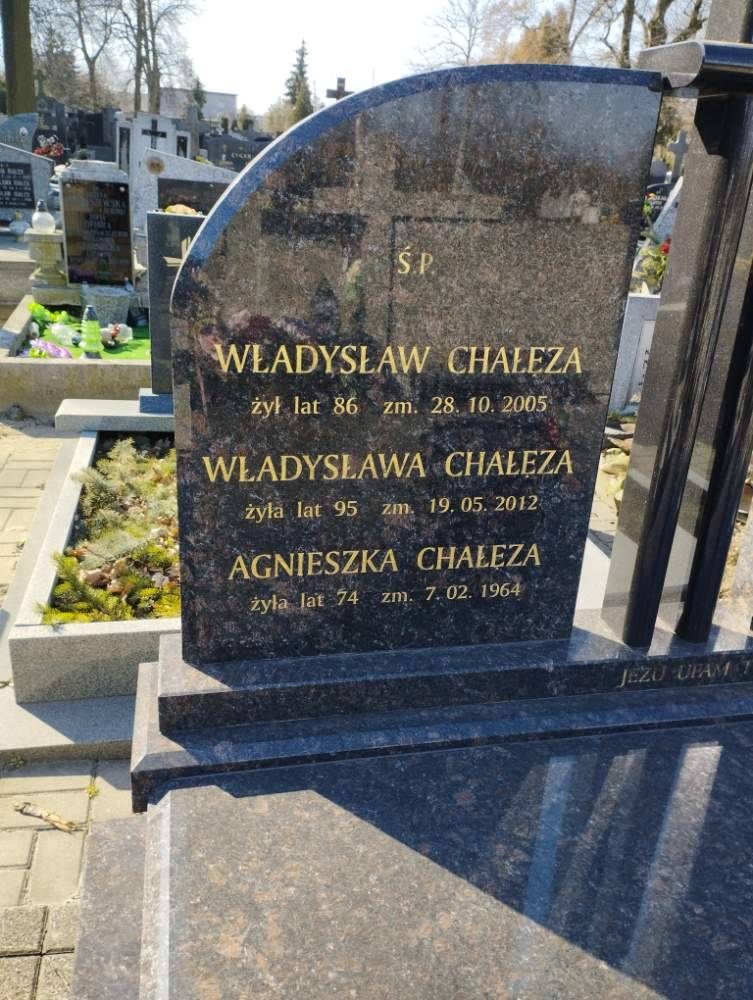 Ś.P.
WŁADYSŁAW CHAŁEZA
żył lat 86 zm. 28.10.2005
WŁADYSŁAWA CHAŁEZA
żyła lat 95 zm. 19.05.2012
AGNIESZKA CHAŁEZA
żyła lat 74 zm. 7.02.1964
JEZU UFAM